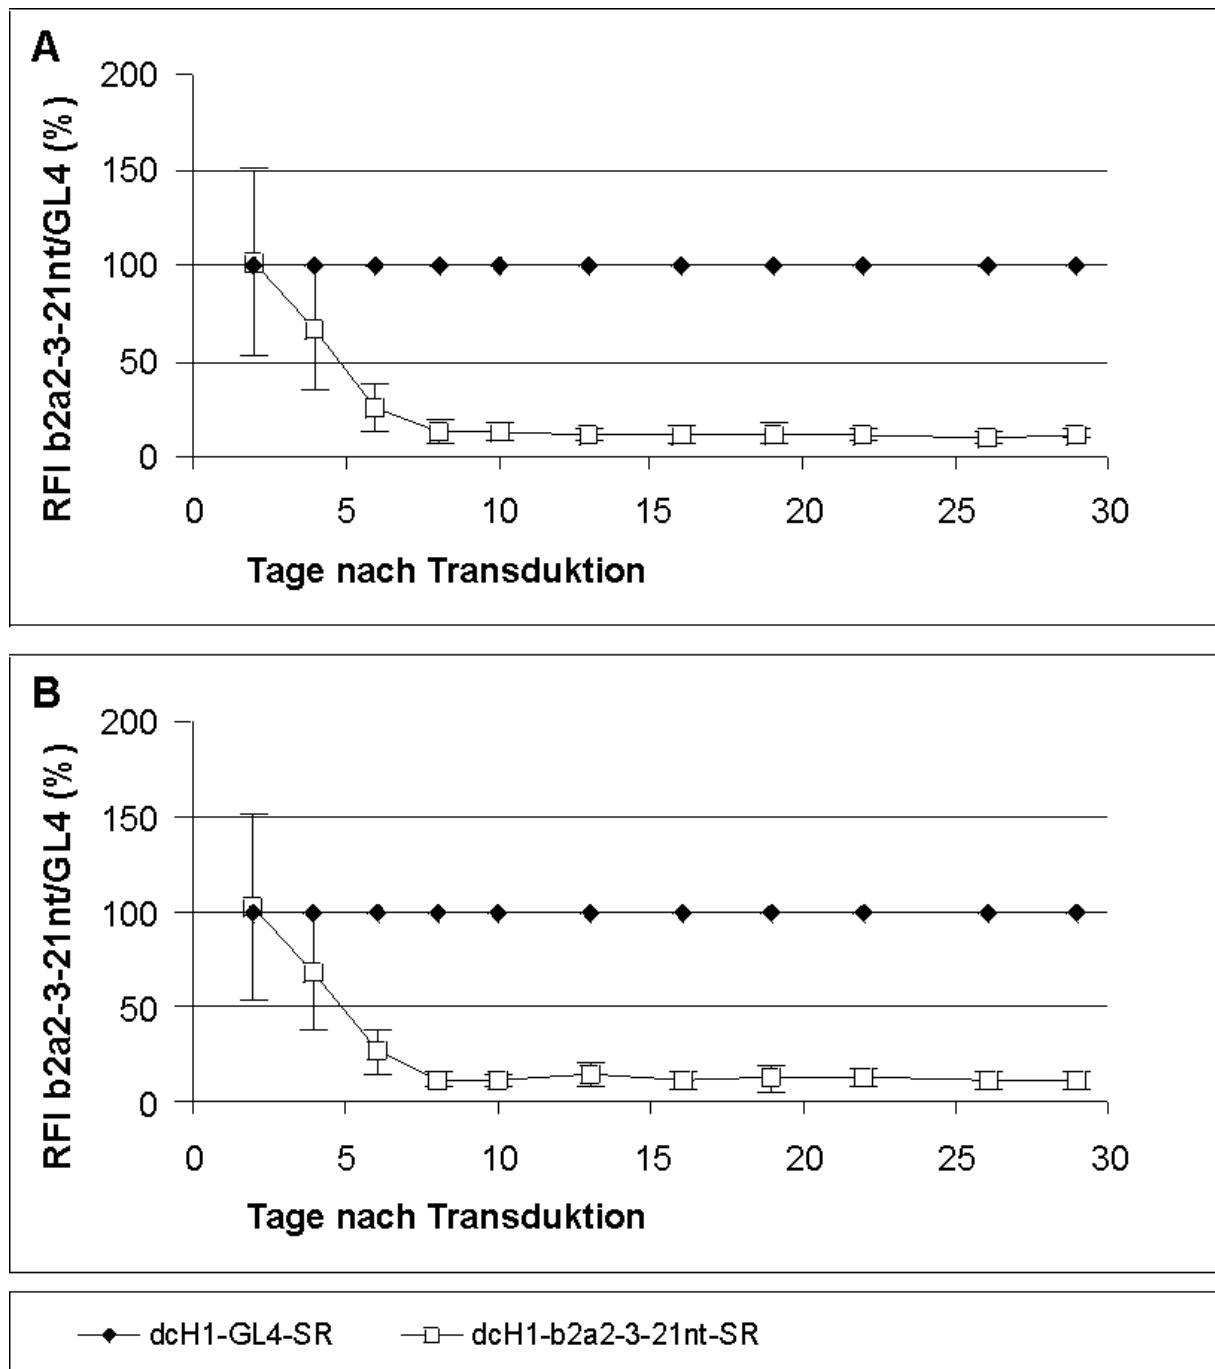 A
RFI b2a2-3-21nt/GL4 (%)
200
150
100
50
0
0 5 10 15 20 25 30
Tage nach Transduktion
B
RFI b2a2-3-21nt/GL4 (%)
200
150
100
50
0
0 5 10 15 20 25 30
Tage nach Transduktion
dcH1-GL4-SR dcH1-b2a2-3-21nt-SR